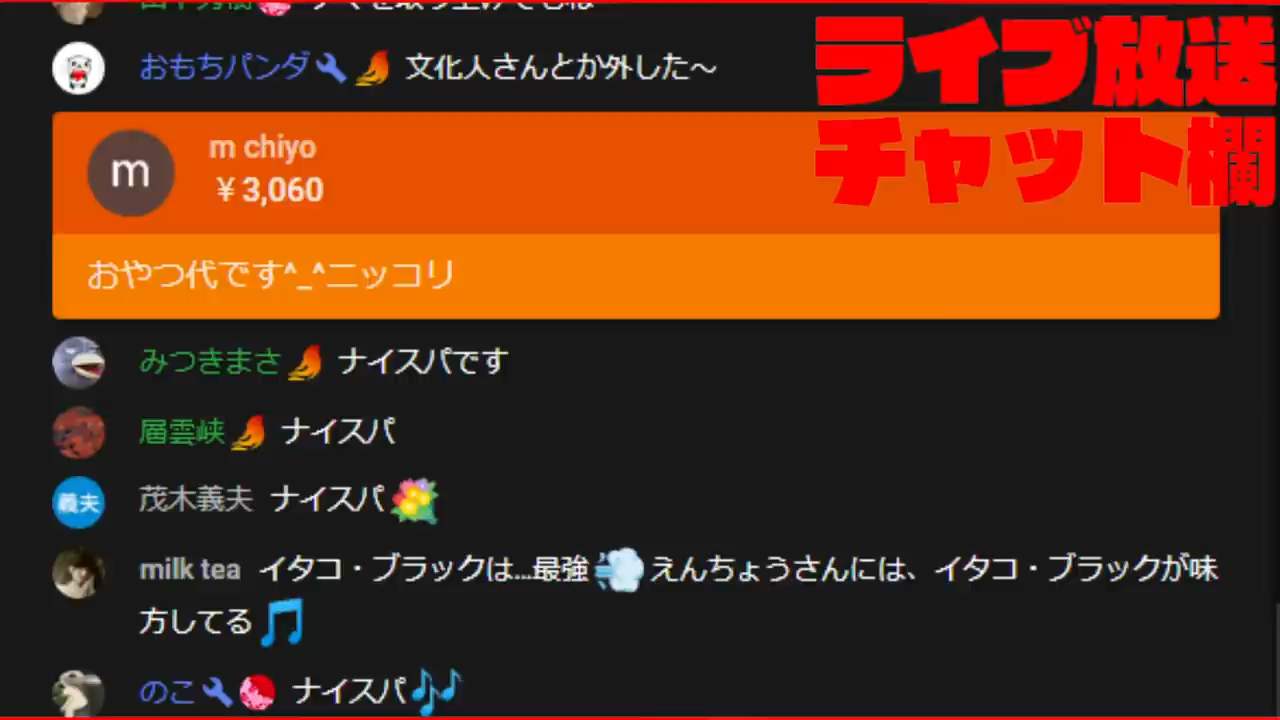 おもちパンダ 文化人さんとか外した〜
ライブ放送
チャット欄
m
m chiyo
￥3,060
おやつ代です^_^ニッコリ
みつきまさ ナイスパです
層雲峡 ナイスパ
義夫
茂木義夫 ナイスパ
milk tea イタコ・ブラックは...最強 えんちょうさんには、イタコ・ブラックが味
方してる
のこ ナイスパ